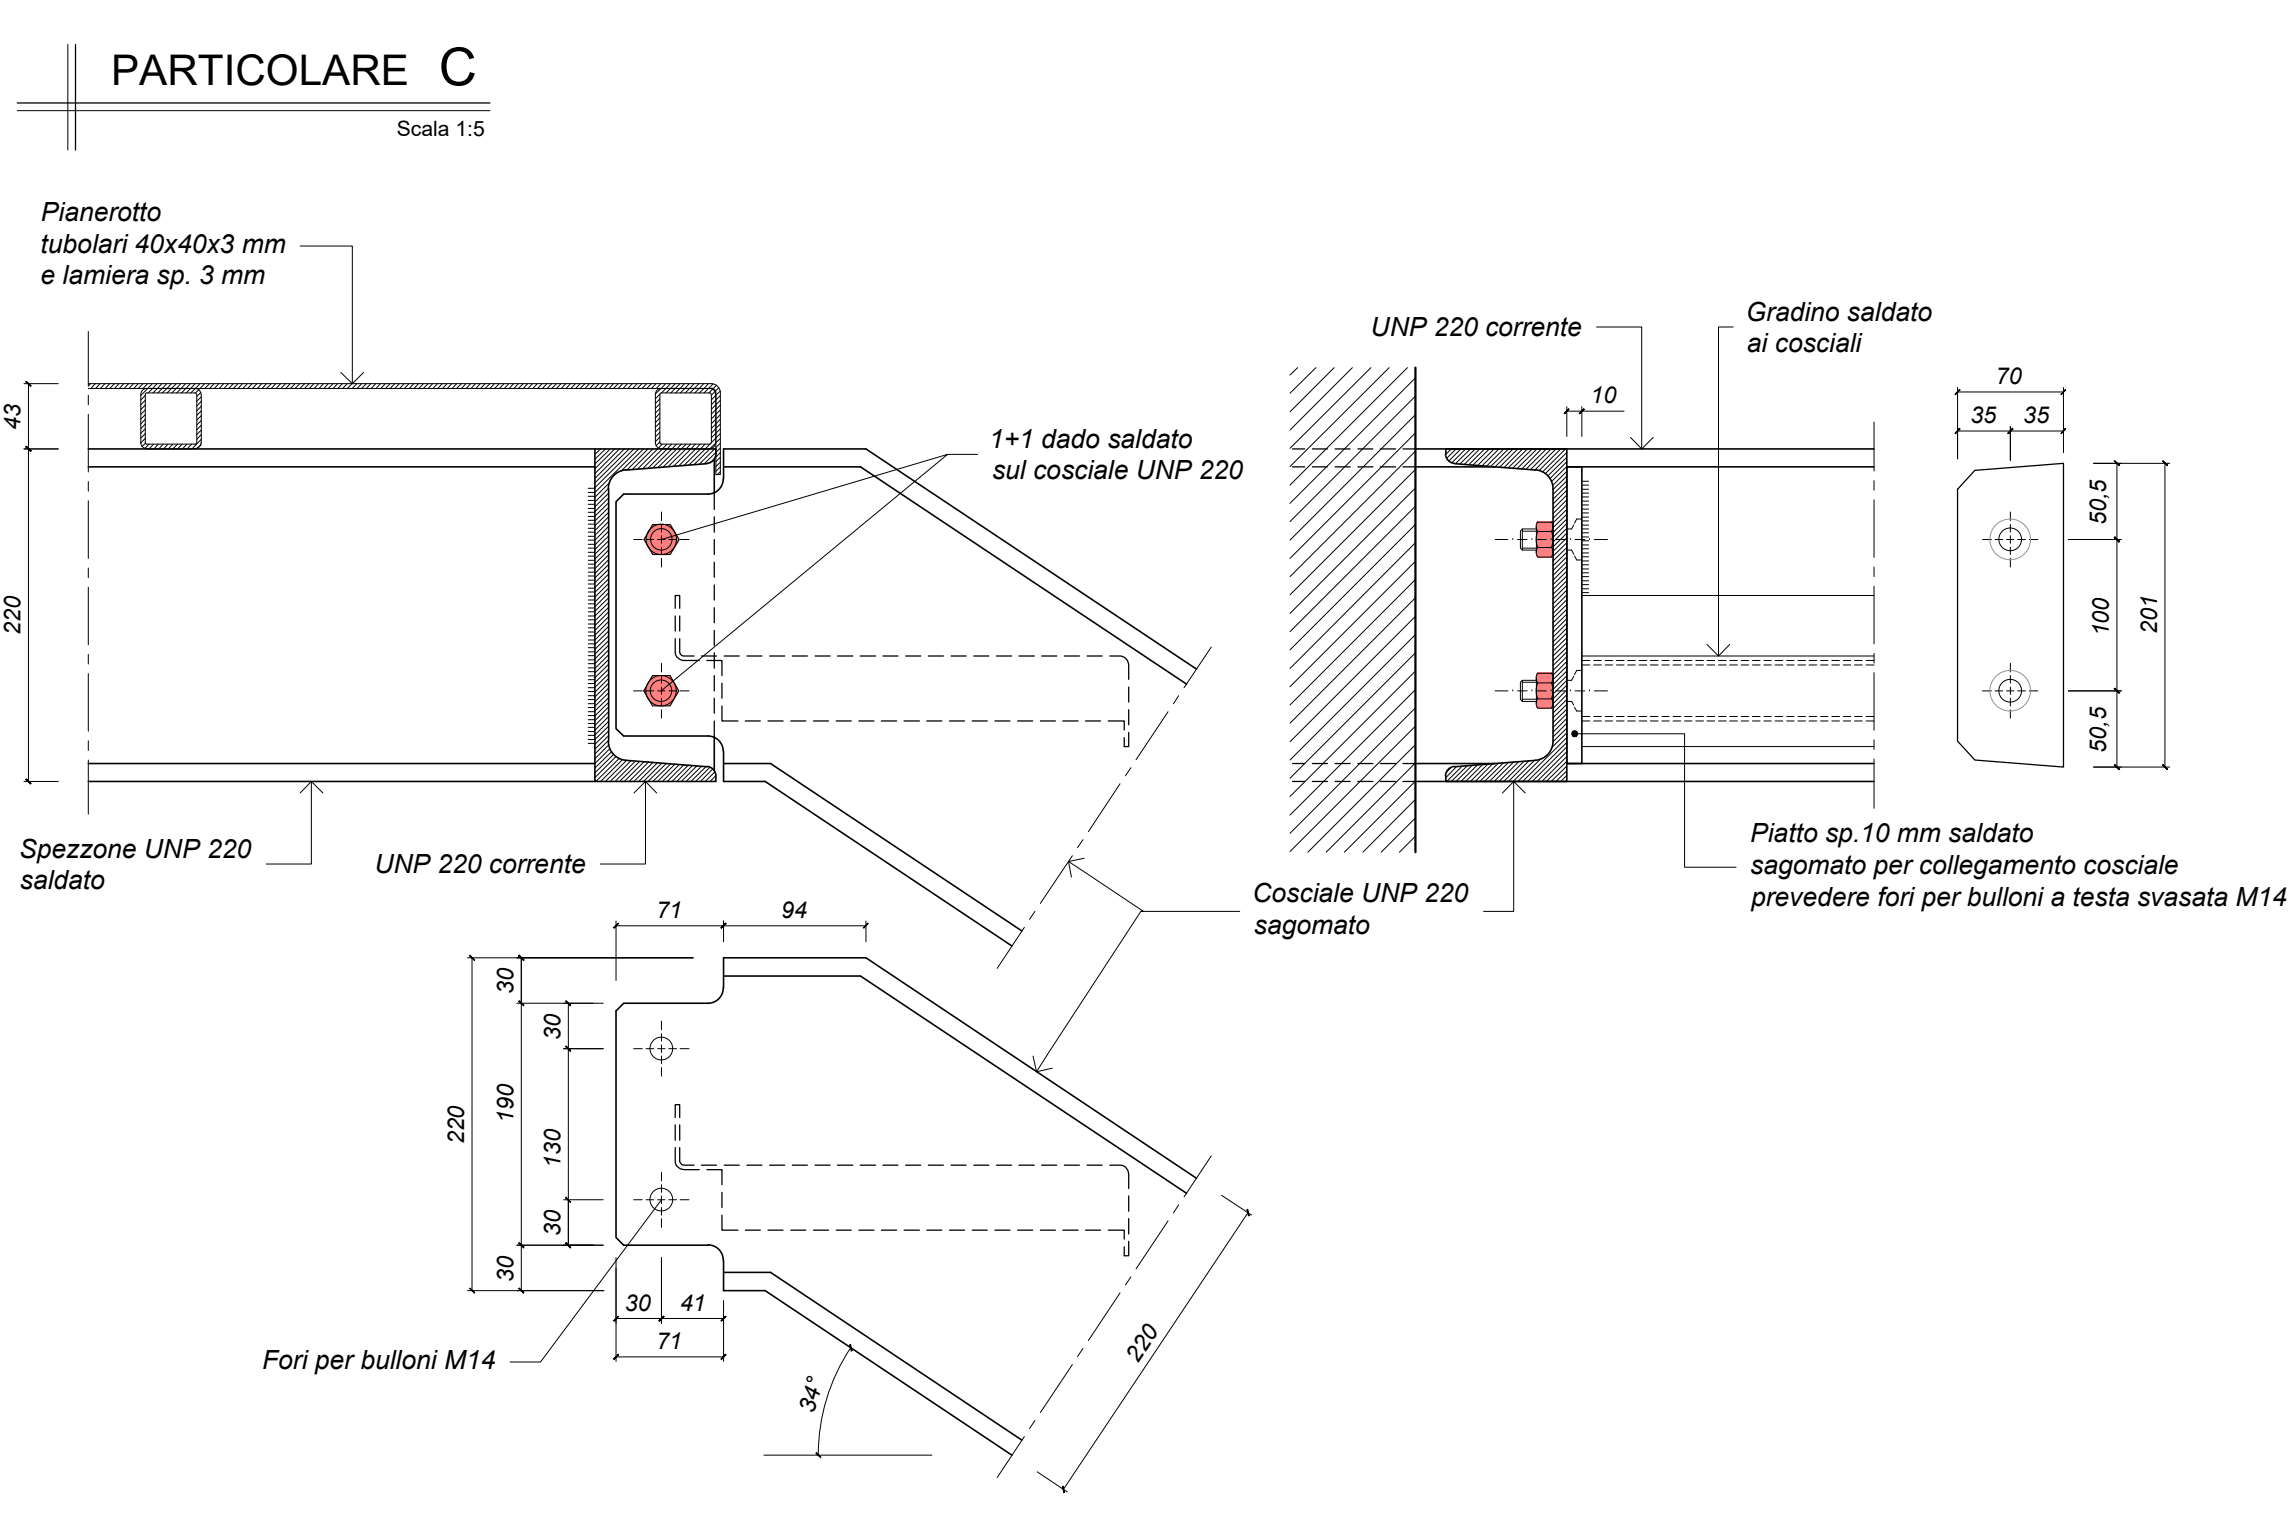 PARTICOLARE C
Scala 1:5
Pianerotto
tubolari 40x40x3 mm
e lamiera sp. 3 mm
43
220
1+1 dado saldato
sul cosciale UNP 220
Spezzone UNP 220
saldato
UNP 220 corrente
UNP 220 corrente
Gradino saldato
ai cosciali
10
70
35
35
50,5
100
201
50,5
Piatto sp.10 mm saldato
sagomato per collegamento cosciale
prevedere fori per bulloni a testa svasata M14
Cosciale UNP 220
sagomato
71
94
30
30
190
220
130
30
30
30
41
71
Fori per bulloni M14
34°
220